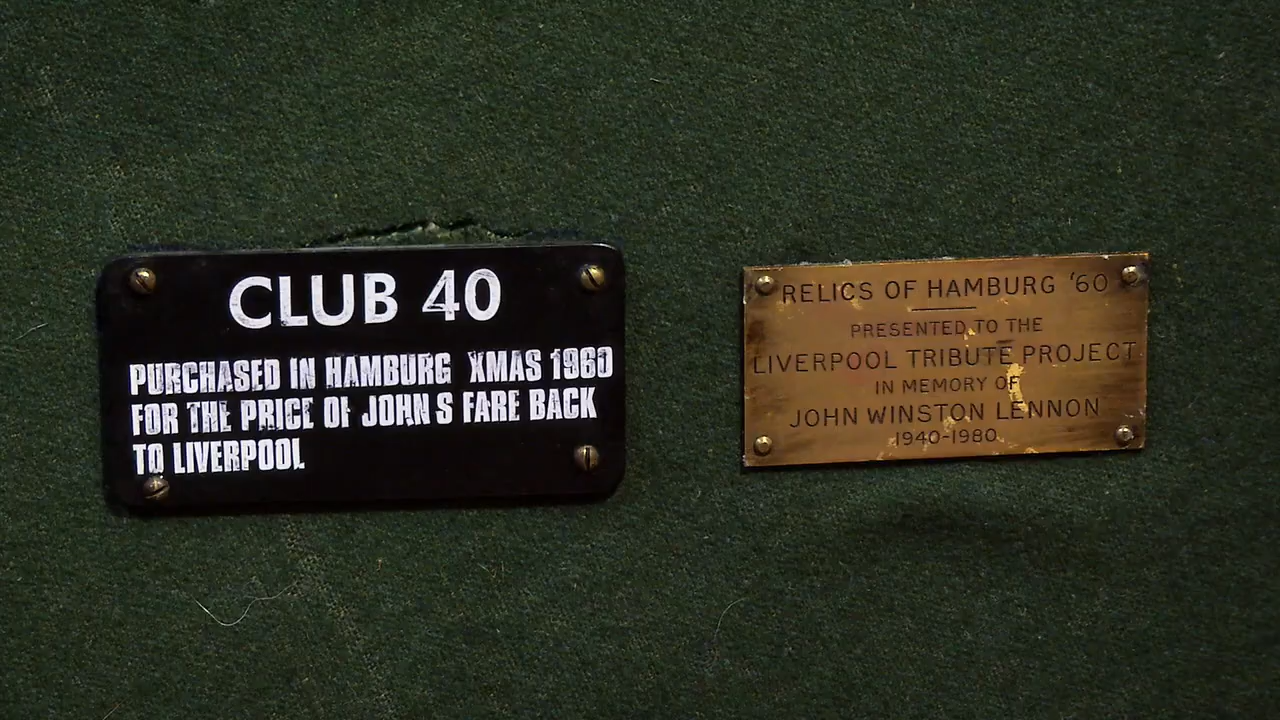 CLUB 40
PURCHASED IN HAMBURG XMAS 1960
FOR THE PRICE OF JOHN S FARE BACK
TO LIVERPOOL
RELICS OF HAMBURG '60
PRESENTED TO THE
LIVERPOOL TRIBUTE PROJECT
IN MEMORY OF
JOHN WINSTON LENNON
1940-1980